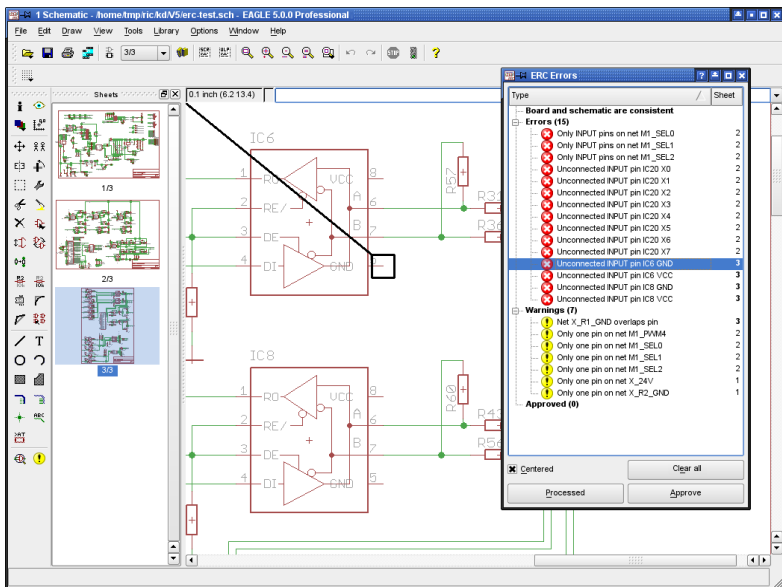 1 Schematic - /home/tmp/ric/kd/V5/erc-test.sch - EAGLE 5.0.0 Professional
File Edit Draw View Tools Library Options Window Help
3/3
Sheets
1/3
2/3
3/3
0.1 inch (6.2 13.4)
IC6
1 RO VCC 8
2 RE/ A 6
3 DE B 7
4 DI GND
R57
R31
R36
IC8
1 RO VCC 8
2 RE/ A 6
3 DE B 7
4 DI GND 5
R60
R43
R56
ERC Errors
Type Sheet
Board and schematic are consistent
Errors (15)
Only INPUT pins on net M1_SEL0 2
Only INPUT pins on net M1_SEL1 2
Only INPUT pins on net M1_SEL2 2
Unconnected INPUT pin IC20 X0 2
Unconnected INPUT pin IC20 X1 2
Unconnected INPUT pin IC20 X2 2
Unconnected INPUT pin IC20 X3 2
Unconnected INPUT pin IC20 X4 2
Unconnected INPUT pin IC20 X5 2
Unconnected INPUT pin IC20 X6 2
Unconnected INPUT pin IC20 X7 2
Unconnected INPUT pin IC6 GND 3
Unconnected INPUT pin IC6 VCC 3
Unconnected INPUT pin IC8 GND 3
Unconnected INPUT pin IC8 VCC 3
Warnings (7)
Net X_R1_GND overlaps pin 3
Only one pin on net M1_PWM4 2
Only one pin on net M1_SEL0 2
Only one pin on net M1_SEL1 2
Only one pin on net M1_SEL2 2
Only one pin on net X_24V 1
Only one pin on net X_R2_GND 1
Approved (0)
Centered
Clear all
Processed
Approve